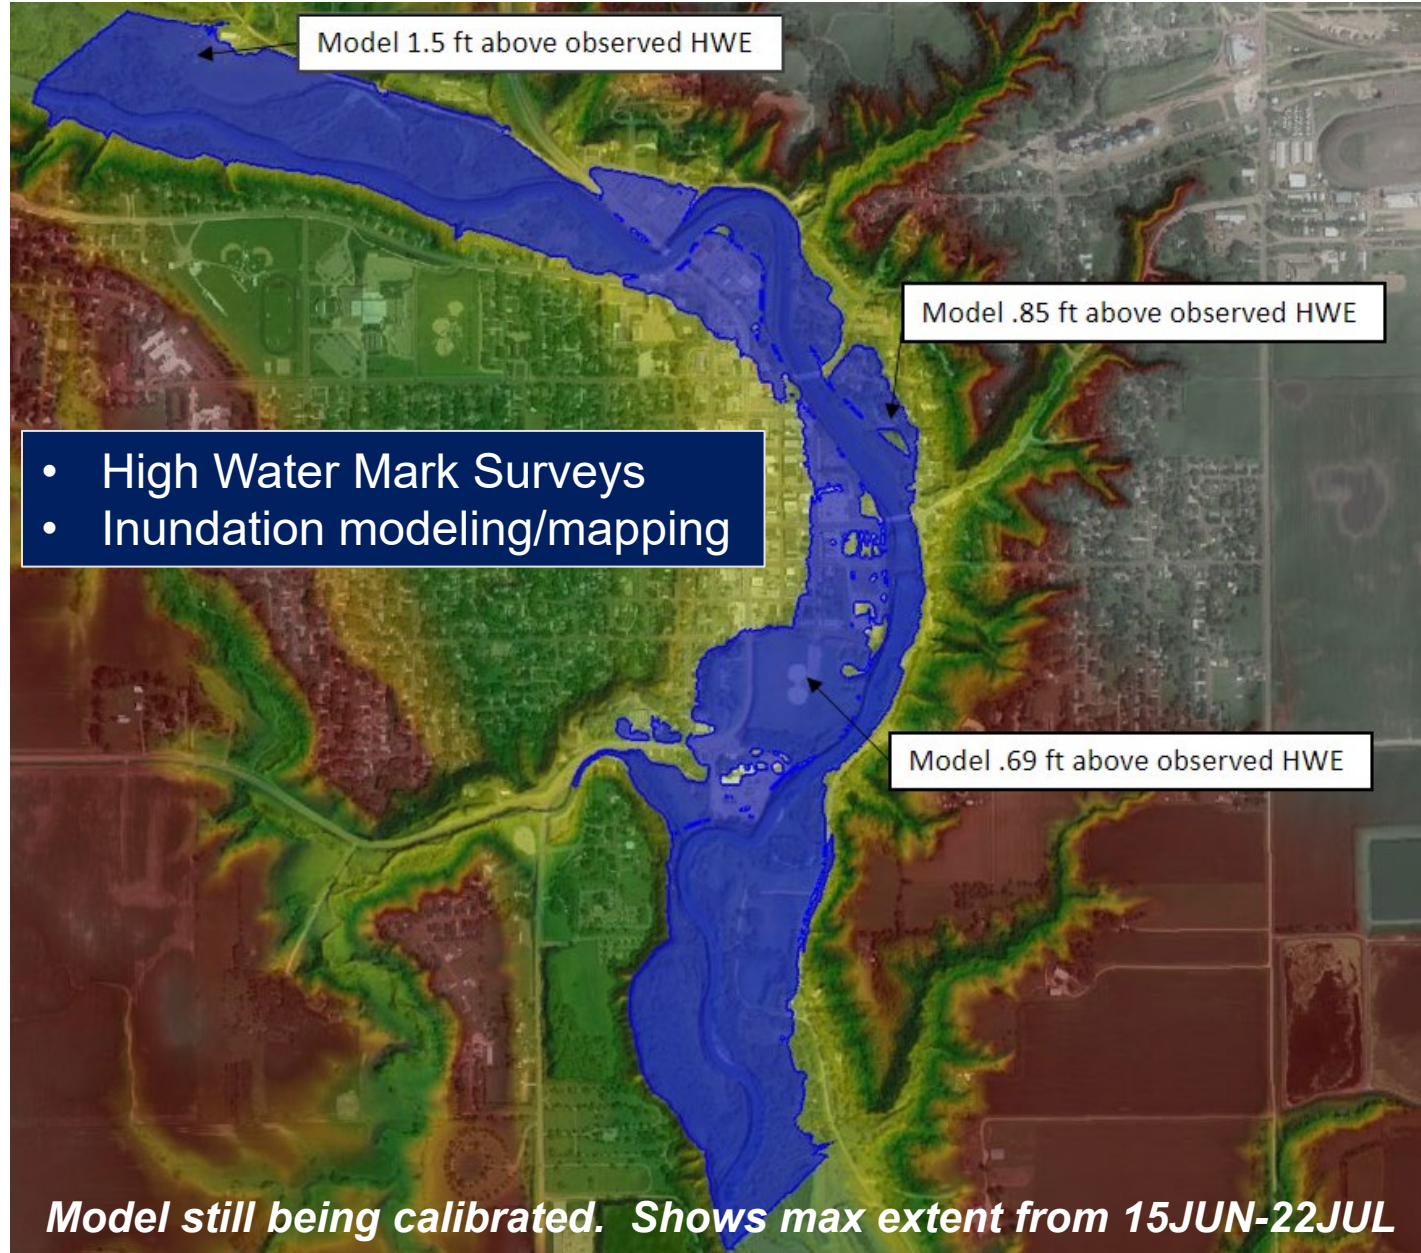 Model 1.5 ft above observed HWE
Model .85 ft above observed HWE
• High Water Mark Surveys
• Inundation modeling/mapping
Model .69 ft above observed HWE
Model still being calibrated. Shows max extent from 15JUN-22JUL